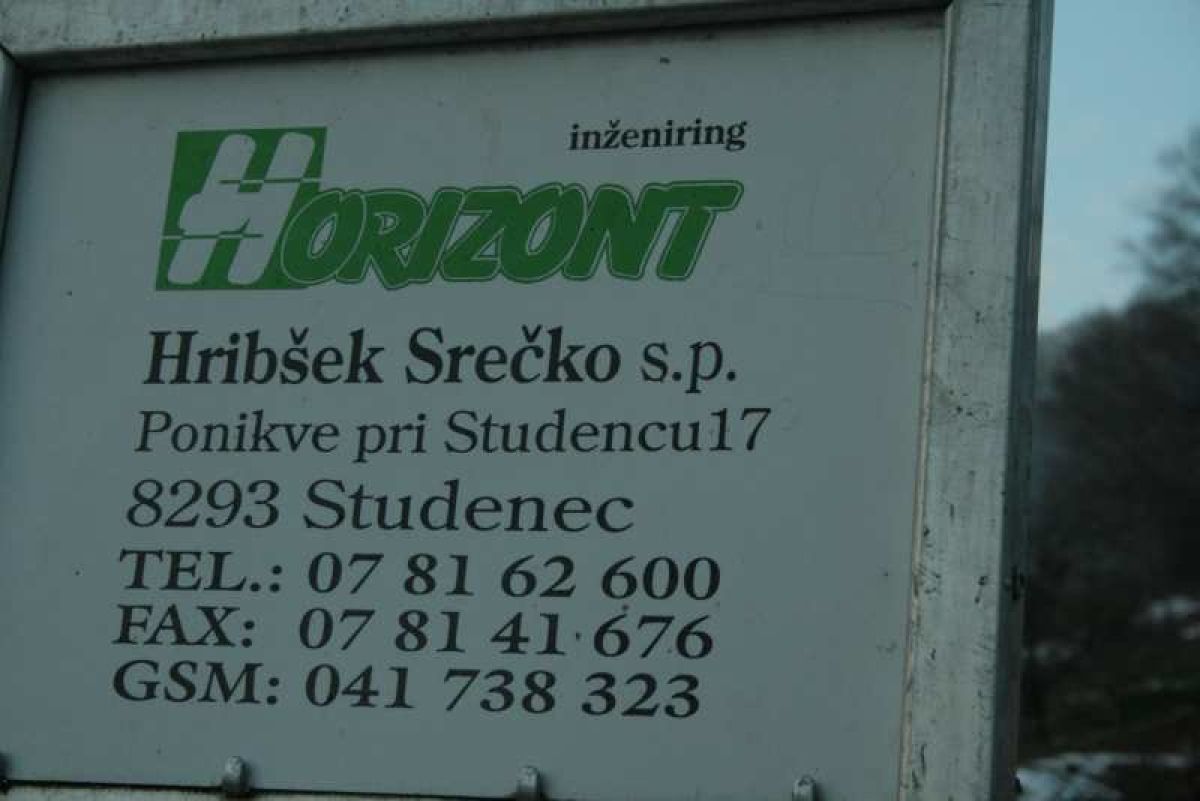 inženiring
HORIZONT
Hribšek Srečko s.p.
Ponikve pri Studencu17
8293 Studenec
TEL.: 07 81 62 600
FAX: 07 81 41 676
GSM: 041 738 323